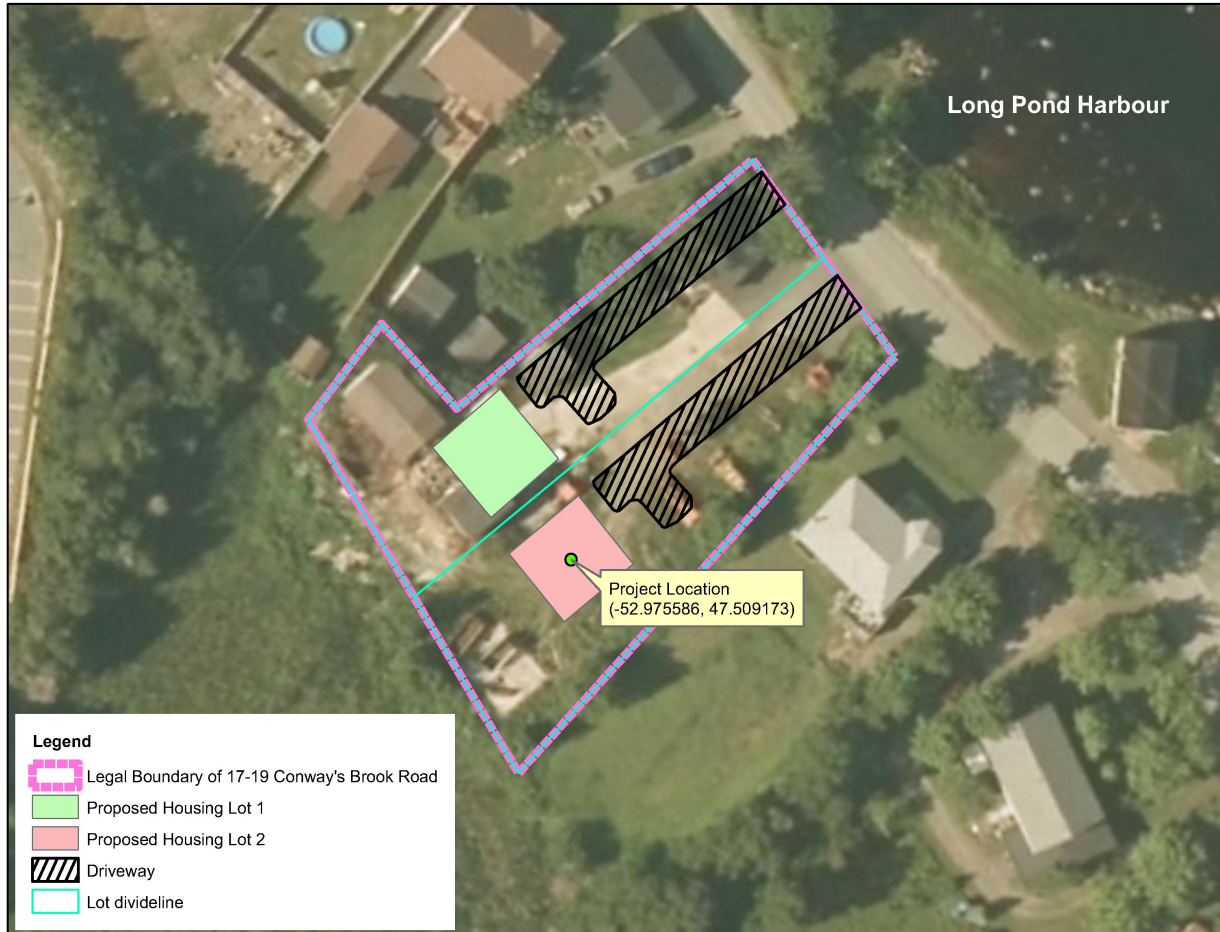 Long Pond Harbour
Project Location
(-52.975586, 47.509173)
Legend
Legal Boundary of 17-19 Conway's Brook Road
Proposed Housing Lot 1
Proposed Housing Lot 2
Driveway
Lot divideline